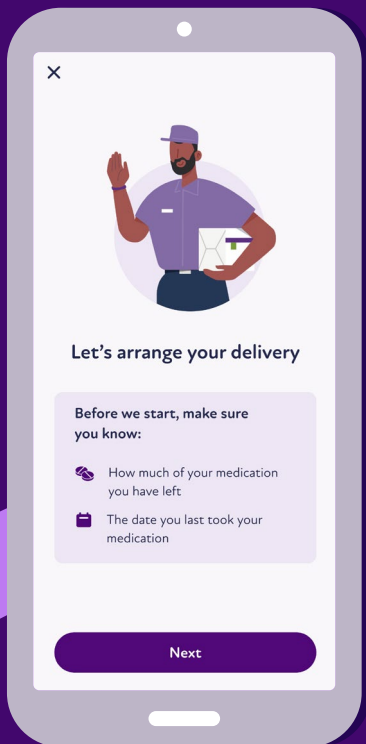 Let's arrange your delivery
Before we start, make sure
you know:
How much of your medication
you have left
The date you last took your
medication
Next